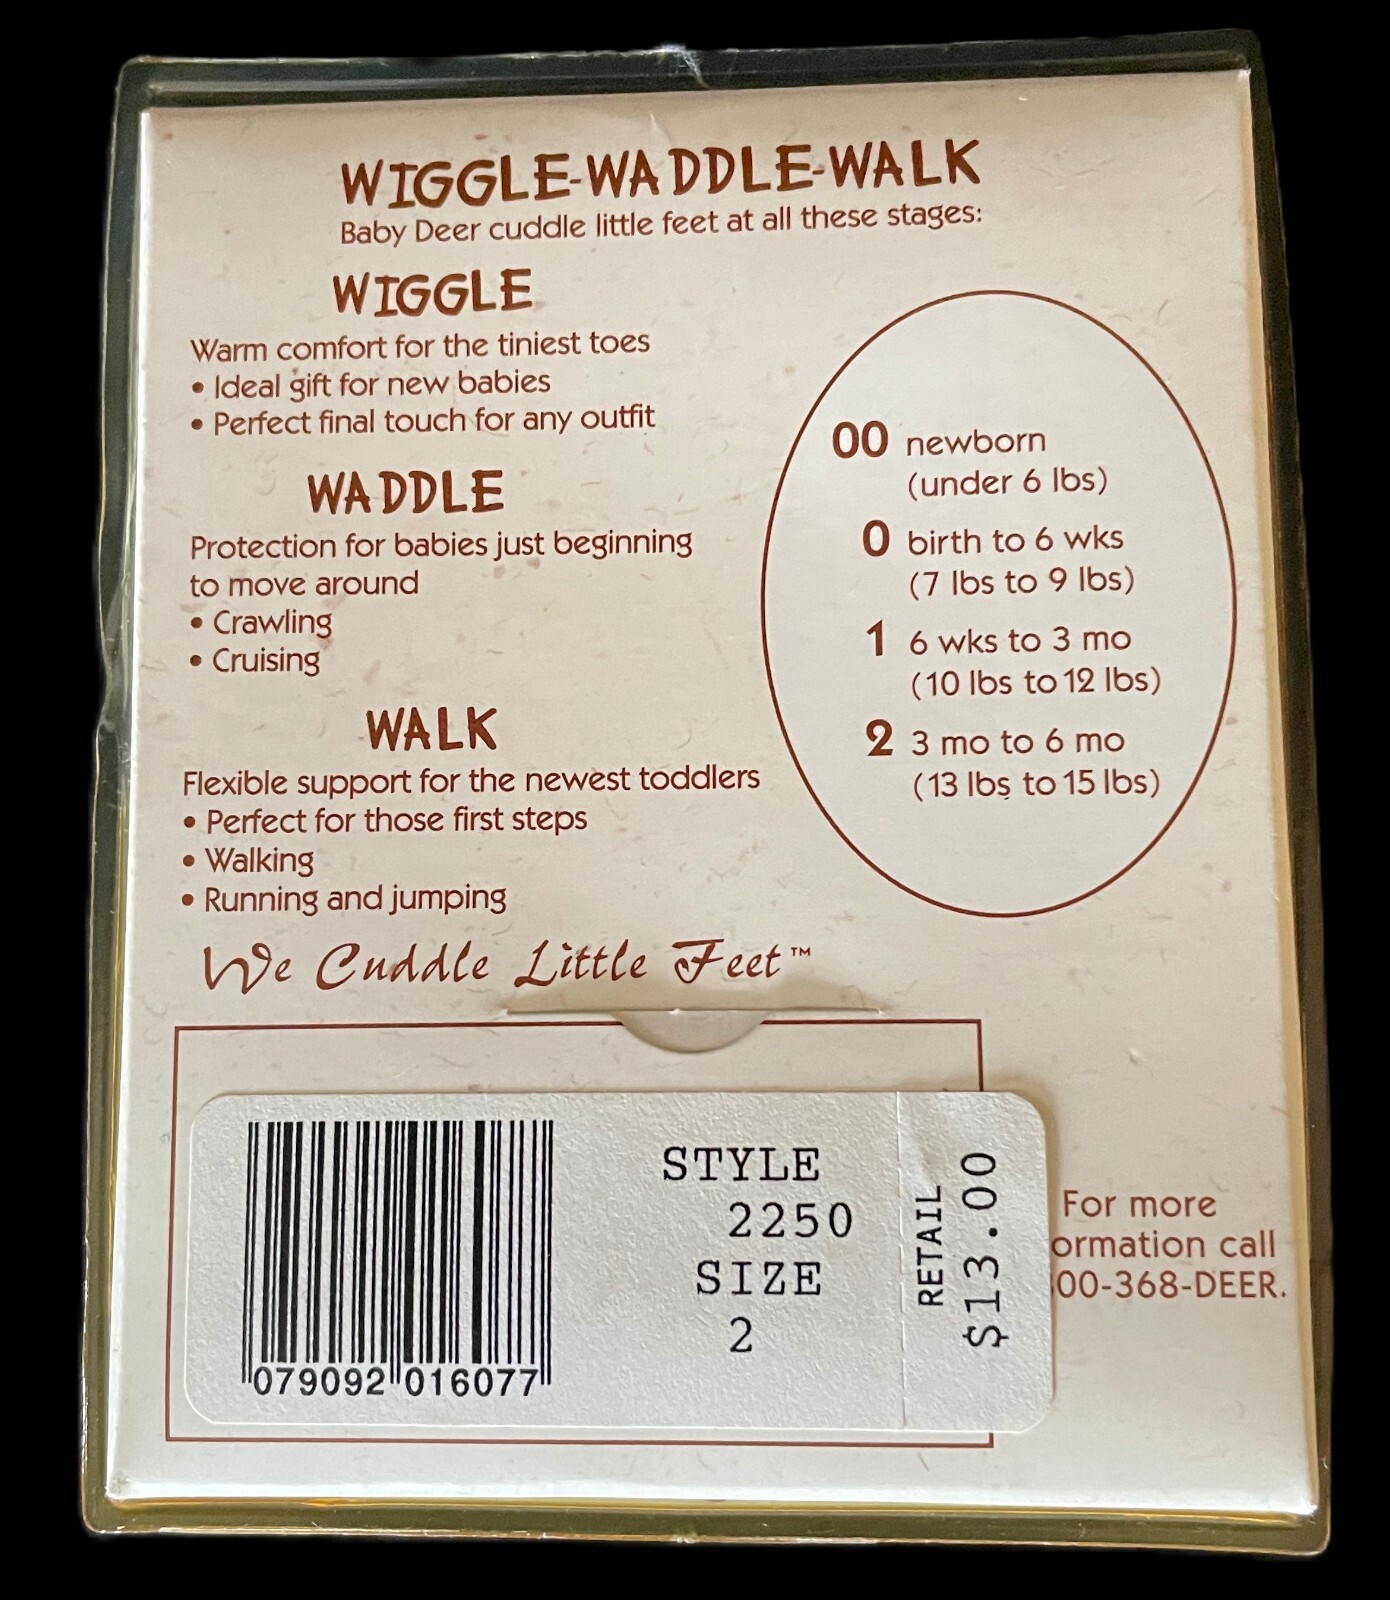 WIGGLE-WADDLE-WALK
Baby Deer cuddle little feet at all these stages:
WIGGLE
Warm comfort for the tiniest toes
• Ideal gift for new babies
• Perfect final touch for any outfit
WADDLE
Protection for babies just beginning
to move around
• Crawling
• Cruising
WALK
Flexible support for the newest toddlers
• Perfect for those first steps
• Walking
• Running and jumping
We Cuddle Little Feet™
00 newborn
(under 6 lbs)
0 birth to 6 wks
(7 lbs to 9 lbs)
1 6 wks to 3 mo
(10 lbs to 12 lbs)
2 3 mo to 6 mo
(13 lbs to 15 lbs)
079092 016077
STYLE
2250
SIZE
2
RETAIL
$13.00
For more
ormation call
00-368-DEER.